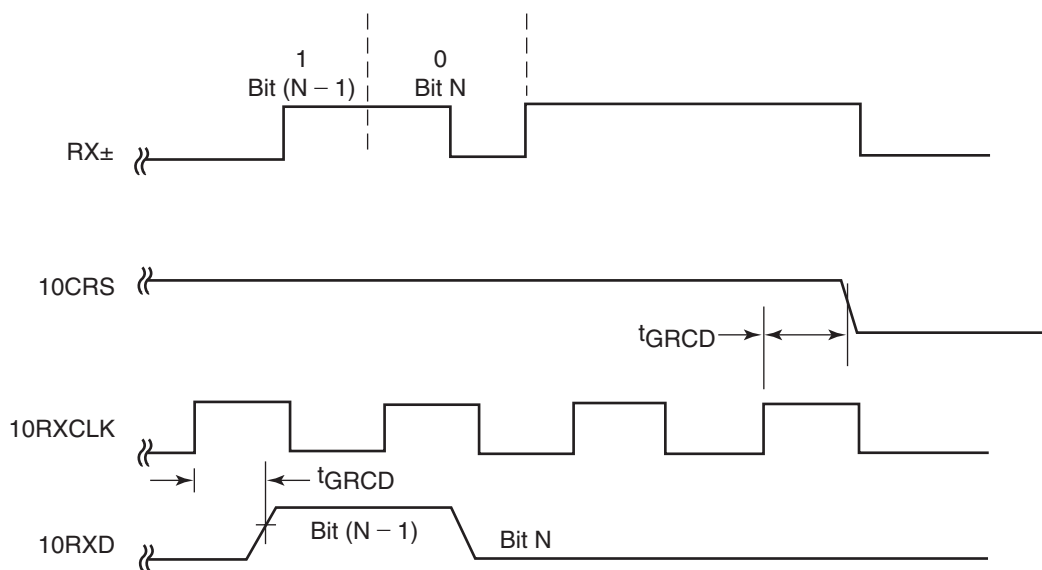 1
0
Bit (N – 1)
Bit N
RX±
10CRS
tGRCD
10RXCLK
tGRCD
Bit (N – 1)
Bit N
10RXD